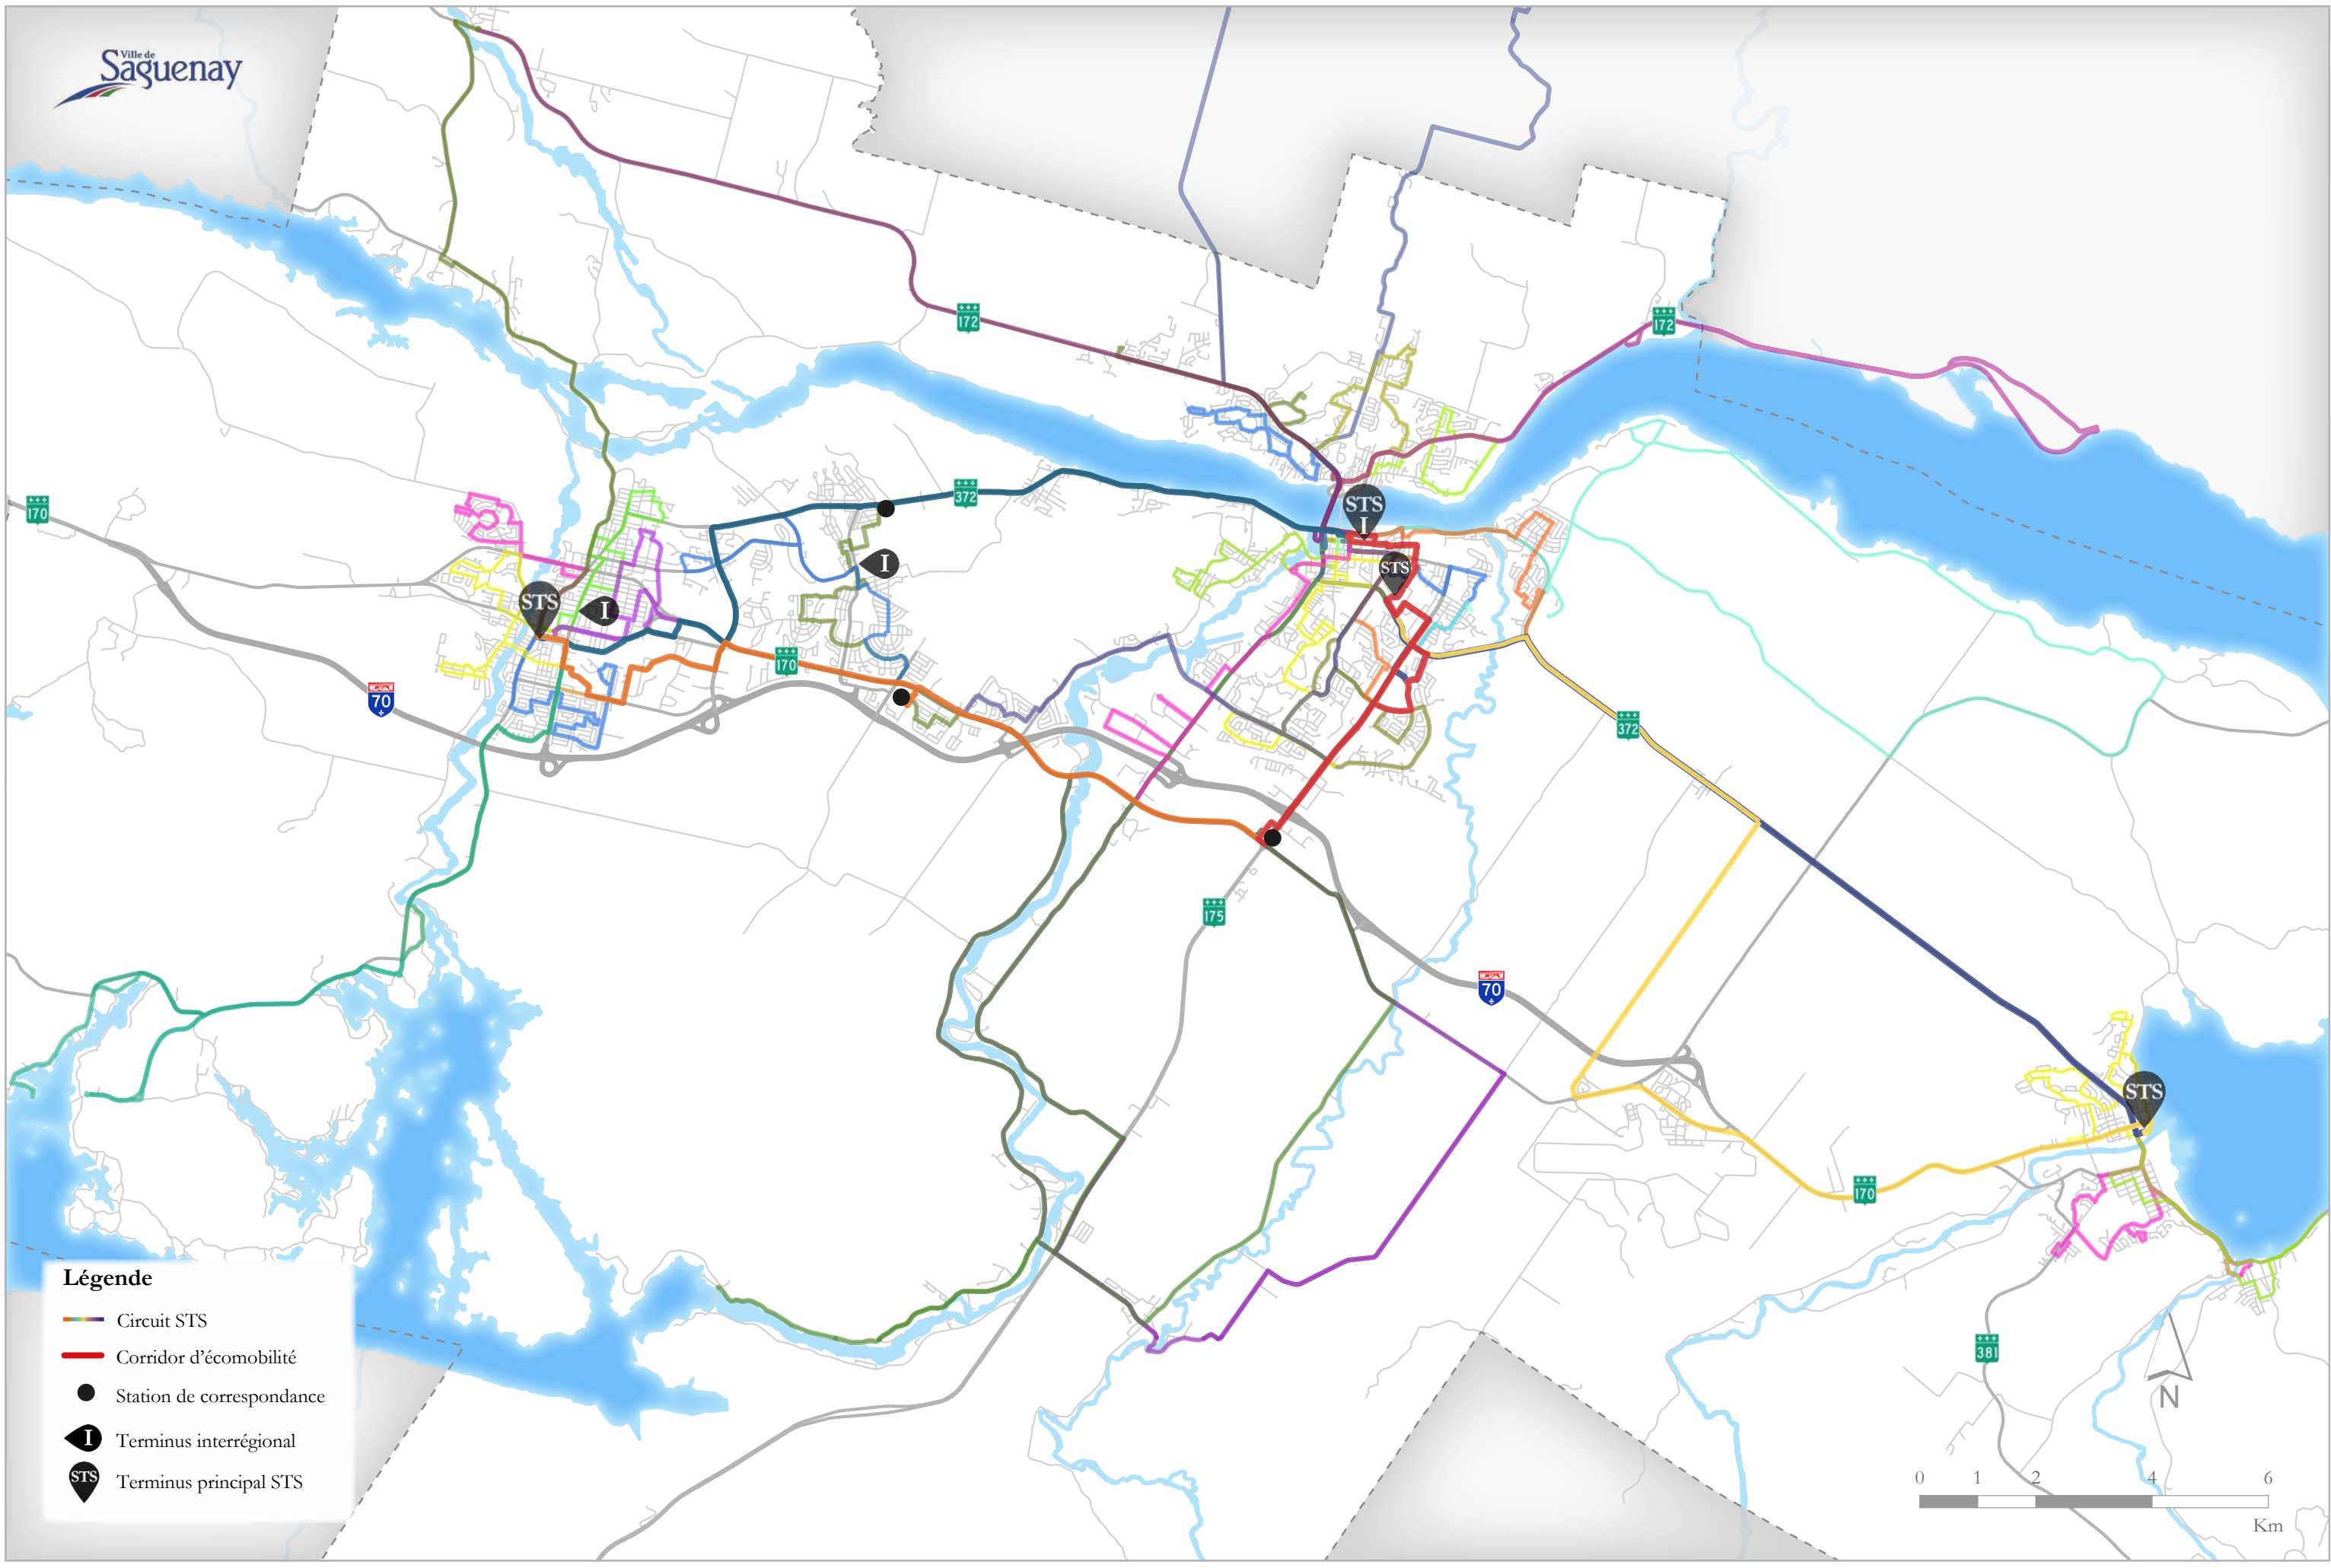 Ville de
Saguenay
172
172
170
372
STS
I
I
STS
STS
I
170
70
372
175
70
STS
170
381
N
Légende
Circuit STS
Corridor d'écomobilité
Station de correspondance
I Terminus interrégional
STS Terminus principal STS
0 1 2 4 6
Km